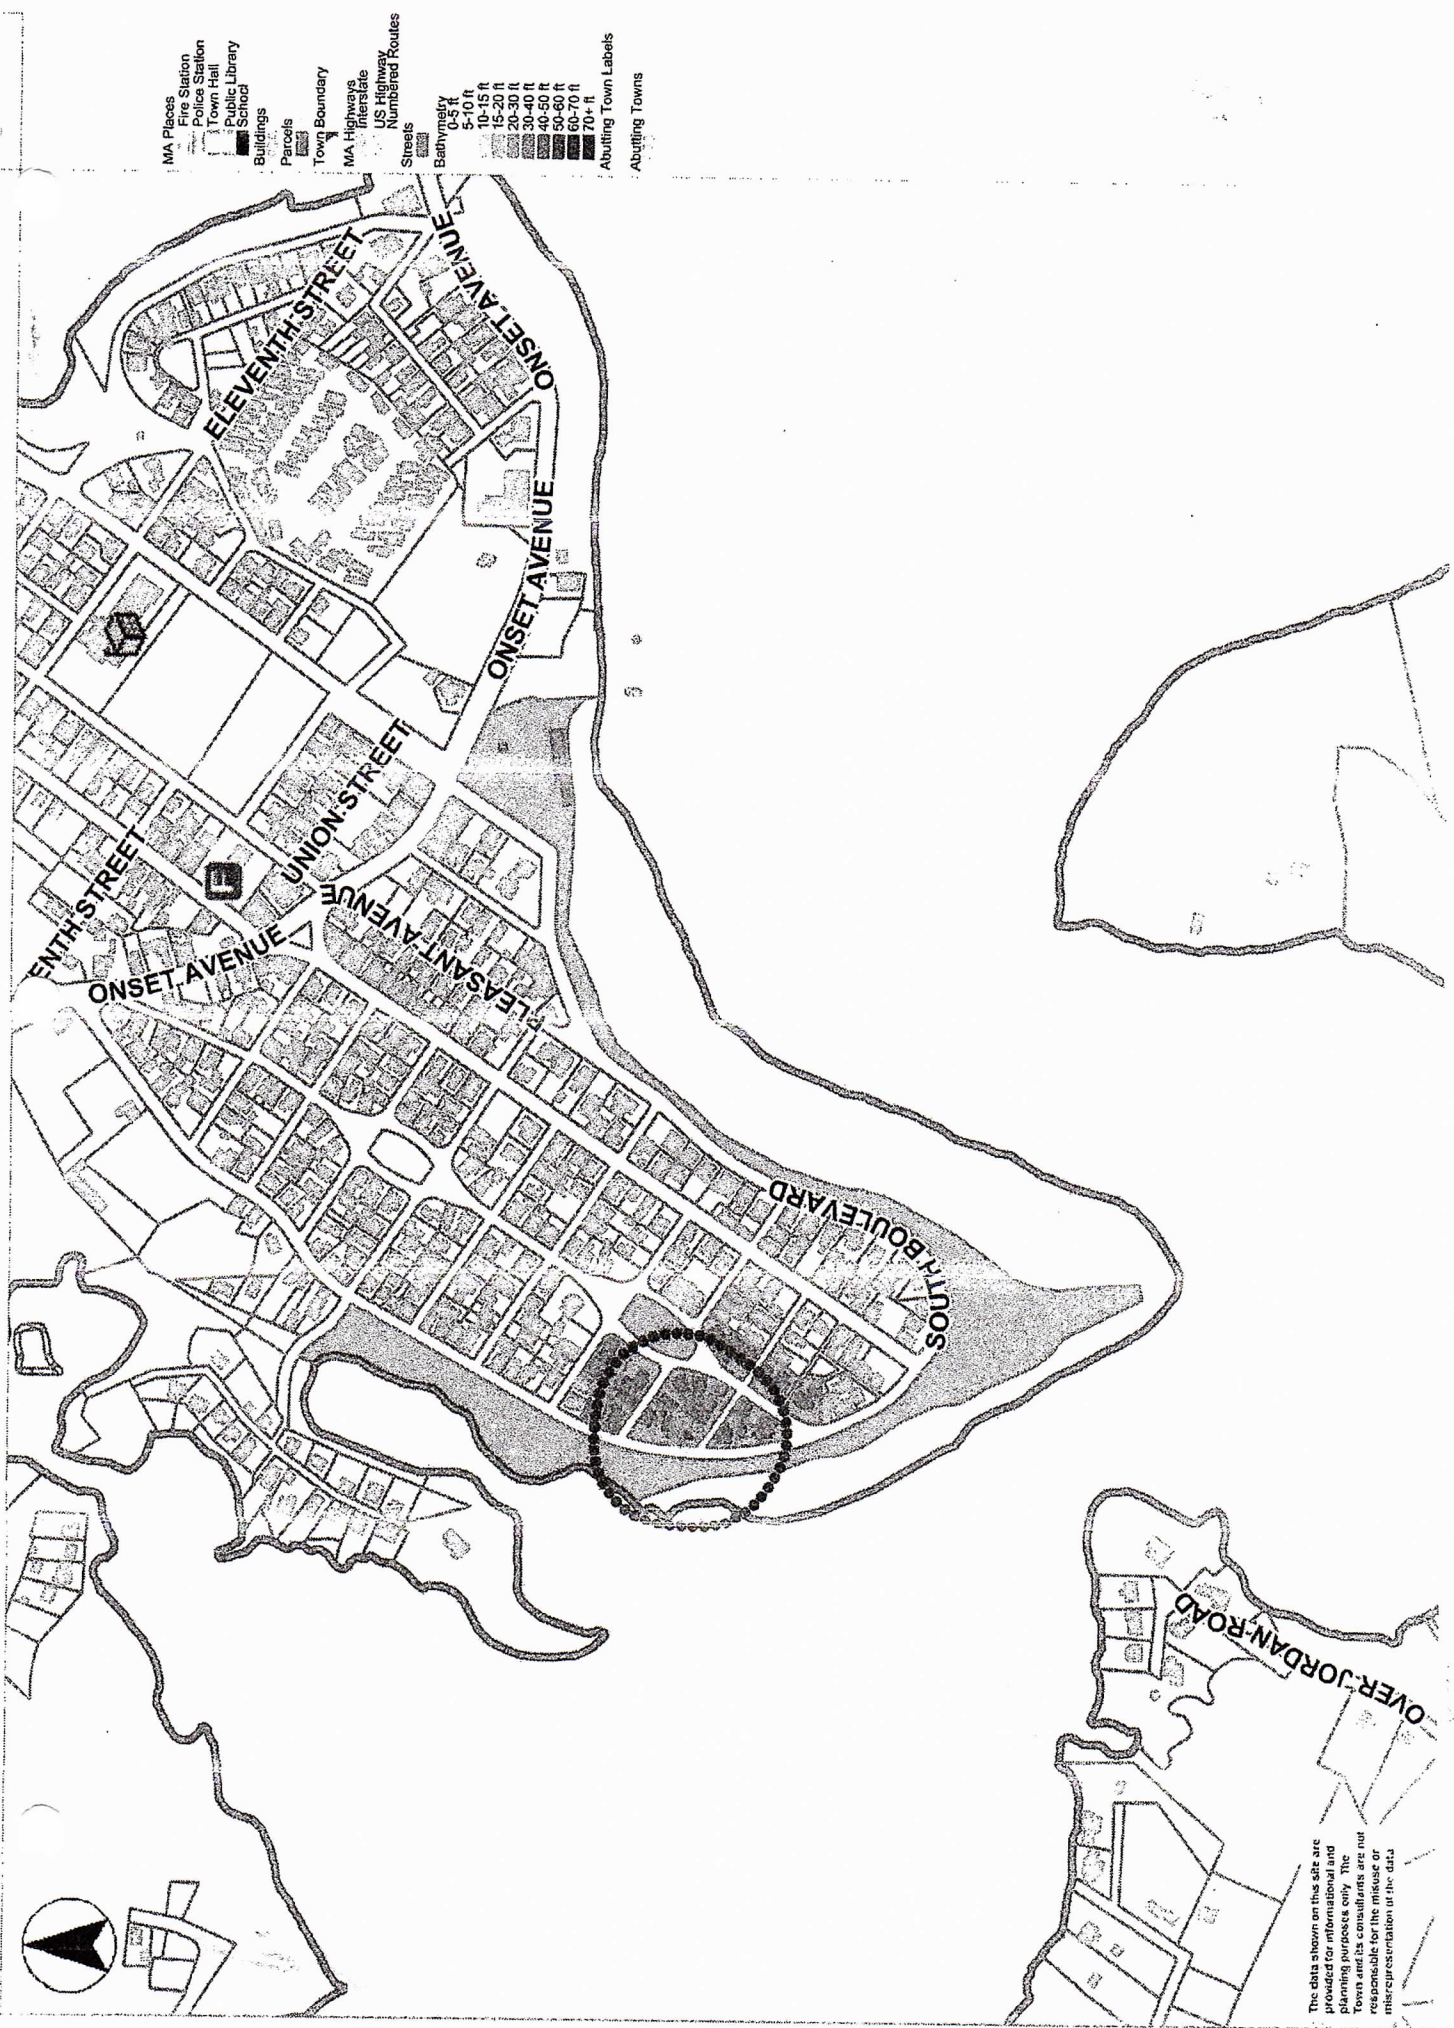 MA Places
Fire Station
Police Station
Town Hall
Public Library
School
Buildings
Parcels
Town Boundary
MA Highways
Interstate
US Highway
Numbered Routes
Streets
Bathymetry
0-5 ft
5-10 ft
10-15 ft
15-20 ft
20-30 ft
30-40 ft
40-50 ft
50-60 ft
60-70 ft
70+ ft
Abutting Town Labels
Abutting Towns
ELEVENTH STREET
ONSET AVENUE
ONSET AVENUE
ONSET AVENUE
UNION STREET
ENTH STREET
F
ONSET AVENUE
PLEASANT AVENUE
SOUTH BOULEVARD
SOUTH
OVER JORDAN ROAD
The data shown on this site are
provided for informational and
planning purposes only. The
Town and its consultants are not
responsible for the misuse or
misrepresentation of the data